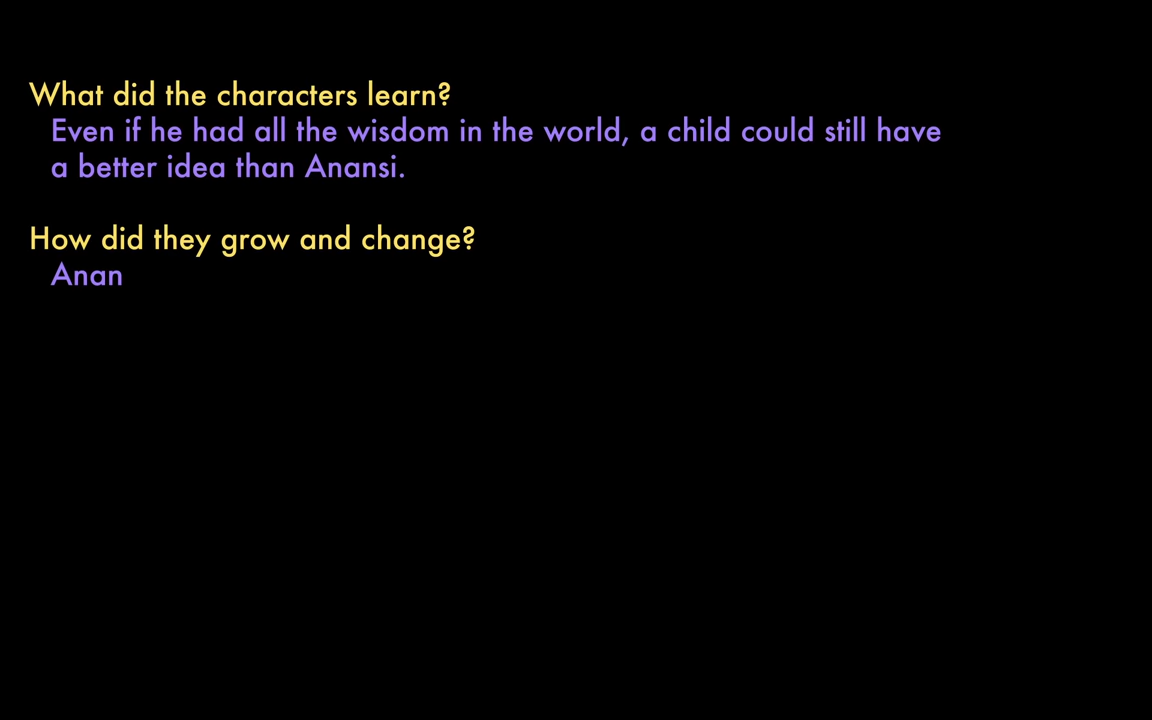 What did the characters learn?
Even if he had all the wisdom in the world, a child could still have
a better idea than Anansi.
How did they grow and change?
Anan